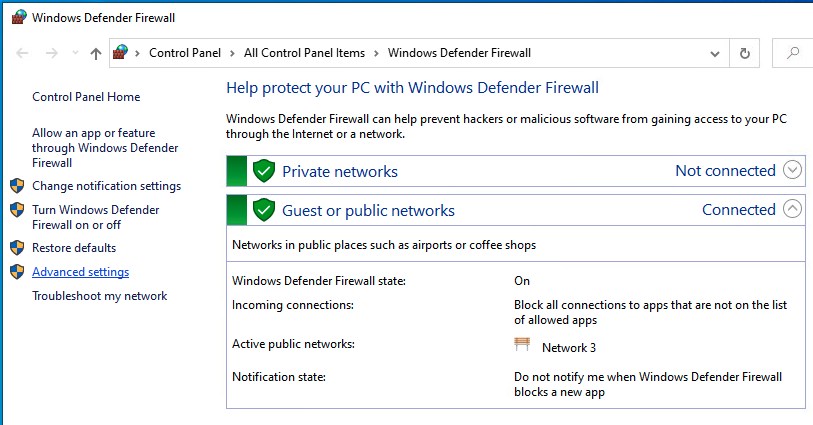 Windows Defender Firewall
Control Panel
All Control Panel Items
Windows Defender Firewall
Control Panel Home
Allow an app or feature
through Windows Defender
Firewall
Change notification settings
Turn Windows Defender
Firewall on or off
Restore defaults
Advanced settings
Troubleshoot my network
Help protect your PC with Windows Defender Firewall
Windows Defender Firewall can help prevent hackers or malicious software from gaining access to your PC
through the Internet or a network.
Private networks Not connected
Guest or public networks Connected
Networks in public places such as airports or coffee shops
Windows Defender Firewall state: On
Incoming connections: Block all connections to apps that are not on the list
of allowed apps
Active public networks: Network 3
Notification state: Do not notify me when Windows Defender Firewall
blocks a new app